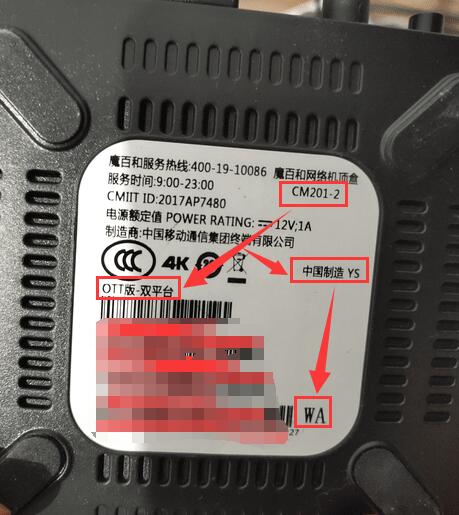 魔百和服务热线:400-19-10086 魔百和网络机顶盒
服务时间:9:00-23:00 CM201-2
CMIIT ID:2017AP7480
电源额定值 POWER RATING: 12V;1A
制造商:中国移动通信集团终端有限公司
CCC 4K
中国制造 YS
OTT版-双平台
WA
27